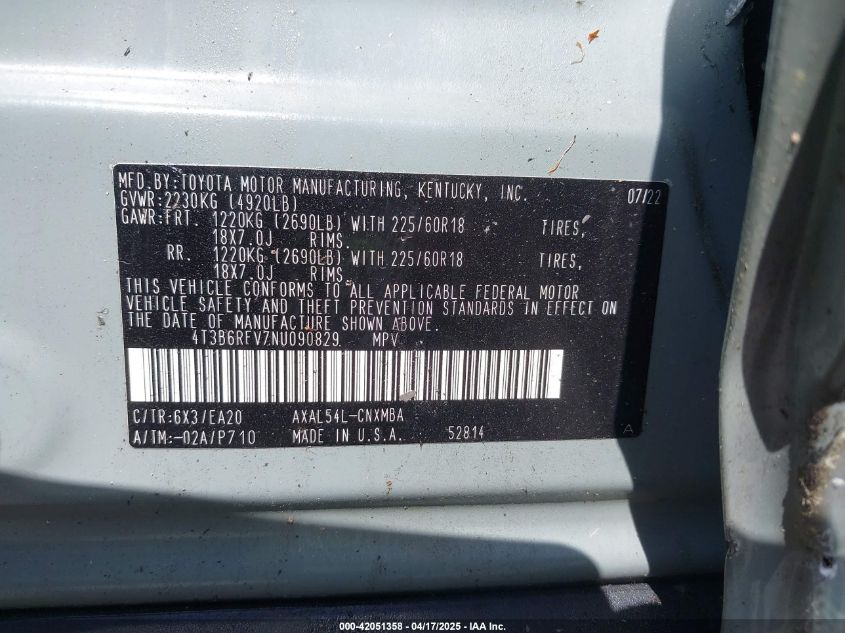 MFD.BY:TOYOTA MOTOR MANUFACTURING, KENTUCKY, INC. 07/22
GVWR:2230KG (4920LB)
GAWR:FRT. 1220KG (2690LB) WITH 225/60R18 TIRES,
18X7.0J RIMS.
RR. 1220KG (2690LB) WITH 225/60R18 TIRES,
18X7.0J RIMS.
THIS VEHICLE CONFORMS TO ALL APPLICABLE FEDERAL MOTOR
VEHICLE SAFETY AND THEFT PREVENTION STANDARDS IN EFFECT ON
THE DATE OF MANUFACTURE SHOWN ABOVE.
4T3B6RFV7NU090829 MPV
C/TR:6X3/EA20 AXAL54L-CNXMBA
A/TM:-02A/P710 MADE IN U.S.A. 52814 A
000-42051358 - 04/17/2025 - IAA Inc.